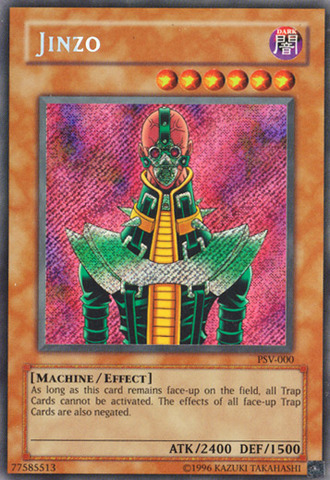 JINZO
DARK
闇
PSV-000
[MACHINE/EFFECT]
As long as this card remains face-up on the field, all Trap
Cards cannot be activated. The effects of all face-up Trap
Cards are also negated.
ATK/2400 DEF/1500
77585513
©1996 KAZUKI TAKAHASHI